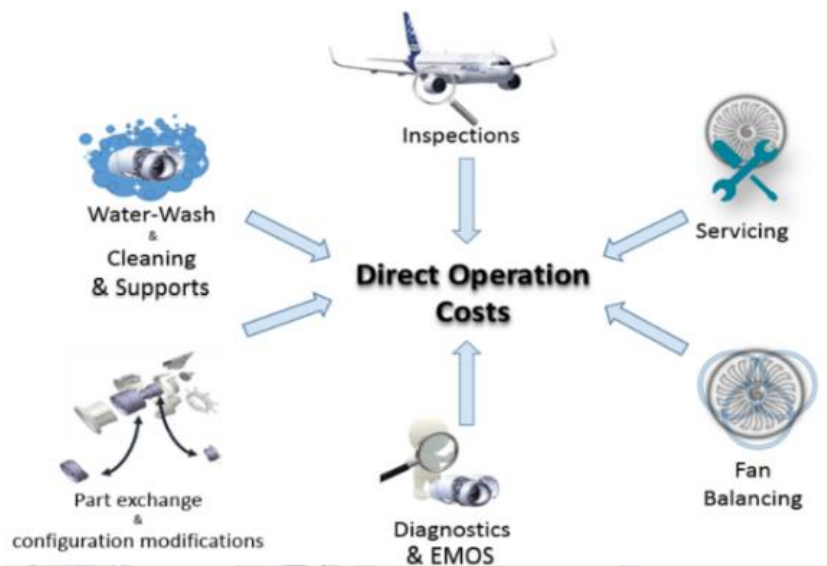 Inspections
Water-Wash
&
Cleaning
& Supports
Servicing
Direct Operation
Costs
Part exchange
&
configuration modifications
Diagnostics
& EMOS
Fan
Balancing